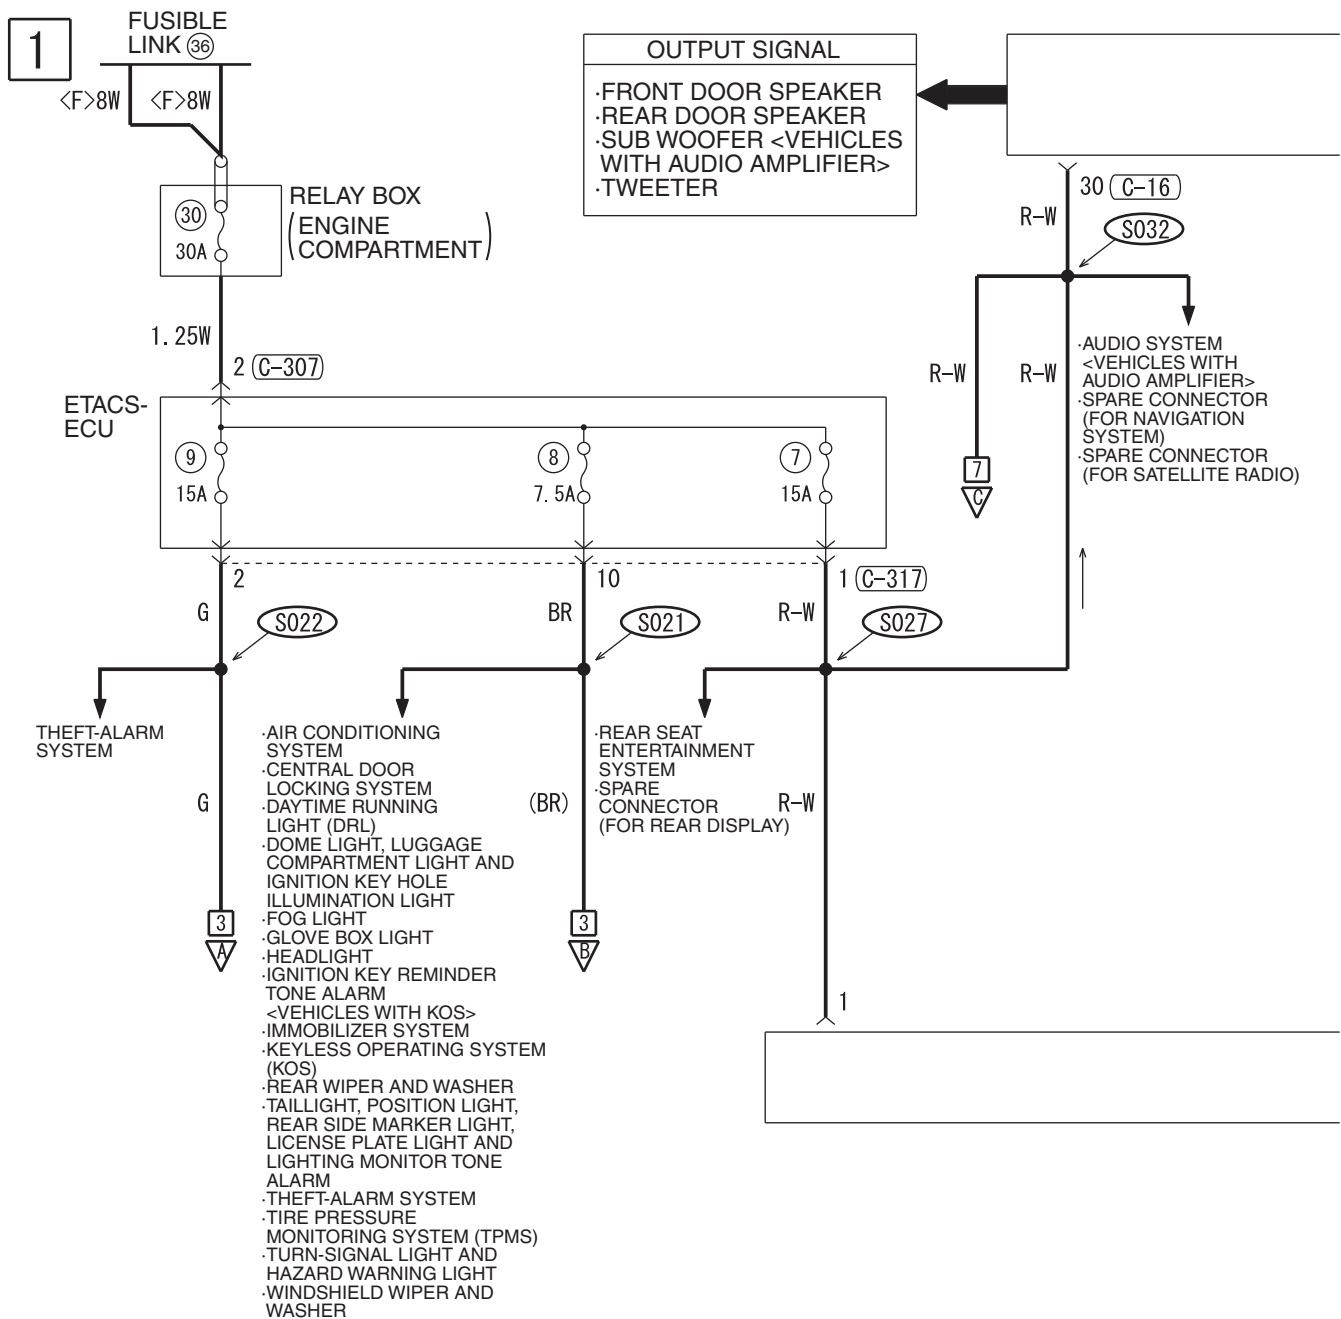 1
FUSIBLE
LINK 36
<F>8W <F>8W
30
30A
RELAY BOX
(ENGINE
COMPARTMENT)
1.25W
2 C-307
ETACS-
ECU
9
15A
8
7.5A
7
15A
2
10
1 C-317
G
S022
BR
S021
R-W
S027
THEFT-ALARM
SYSTEM
G
3
A
·AIR CONDITIONING
SYSTEM
·CENTRAL DOOR
LOCKING SYSTEM
·DAYTIME RUNNING
LIGHT (DRL)
·DOME LIGHT, LUGGAGE
COMPARTMENT LIGHT AND
IGNITION KEY HOLE
ILLUMINATION LIGHT
·FOG LIGHT
·GLOVE BOX LIGHT
·HEADLIGHT
·IGNITION KEY REMINDER
TONE ALARM
<VEHICLES WITH KOS>
·IMMOBILIZER SYSTEM
·KEYLESS OPERATING SYSTEM
(KOS)
·REAR WIPER AND WASHER
·TAILLIGHT, POSITION LIGHT,
REAR SIDE MARKER LIGHT,
LICENSE PLATE LIGHT AND
LIGHTING MONITOR TONE
ALARM
·THEFT-ALARM SYSTEM
·TIRE PRESSURE
MONITORING SYSTEM (TPMS)
·TURN-SIGNAL LIGHT AND
HAZARD WARNING LIGHT
·WINDSHIELD WIPER AND
WASHER
(BR)
3
B
·REAR SEAT
ENTERTAINMENT
SYSTEM
·SPARE
CONNECTOR
(FOR REAR DISPLAY)
R-W
1
OUTPUT SIGNAL
·FRONT DOOR SPEAKER
·REAR DOOR SPEAKER
·SUB WOOFER <VEHICLES
WITH AUDIO AMPLIFIER>
·TWEETER
30 C-16
R-W
S032
R-W
R-W
7
C
·AUDIO SYSTEM
<VEHICLES WITH
AUDIO AMPLIFIER>
·SPARE CONNECTOR
(FOR NAVIGATION
SYSTEM)
·SPARE CONNECTOR
(FOR SATELLITE RADIO)